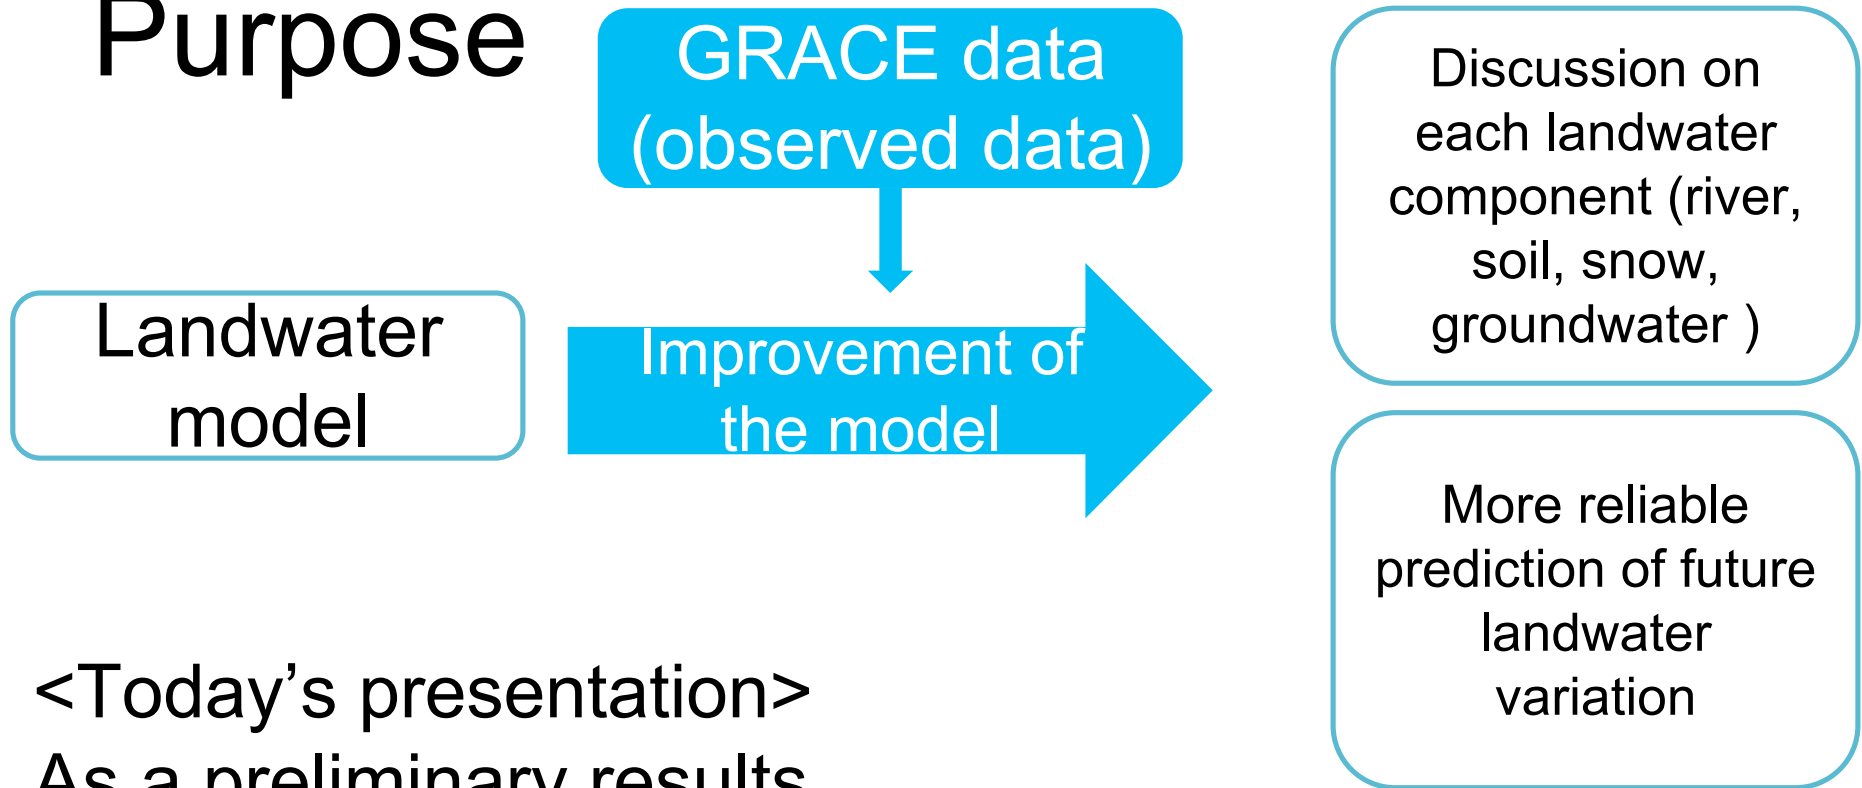 Purpose
GRACE data
(observed data)
Landwater
model
Improvement of
the model
Discussion on
each landwater
component (river,
soil, snow,
groundwater )
More reliable
prediction of future
landwater
variation
<Today’s presentation>
As a preliminary results